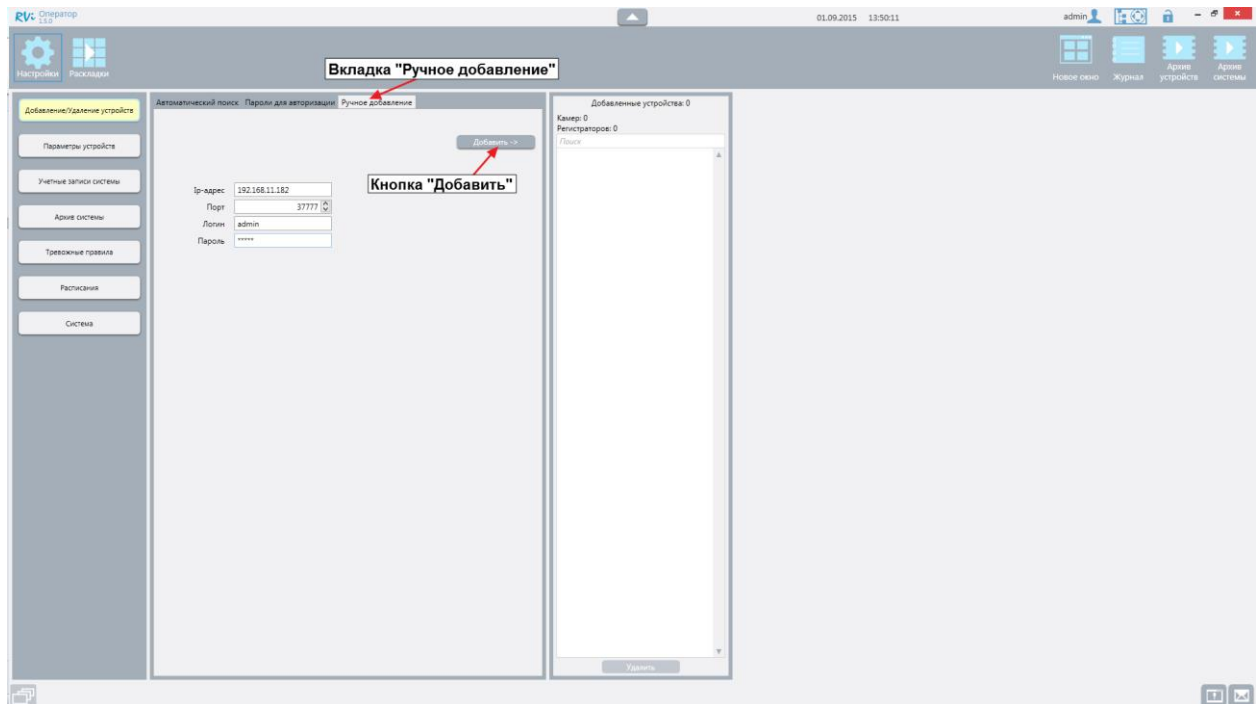 RVi Оператор
1.5.0
01.09.2015 13:50:11
admin
Настройки Раскладки
Новое окно Журнал Архив устройств Архив системы
Вкладка "Ручное добавление"
Добавление/Удаление устройств
Параметры устройств
Учетные записи системы
Архив системы
Тревожные правила
Расписания
Система
Автоматический поиск Пароли для авторизации Ручное добавление
Добавить ->
Кнопка "Добавить"
Ip-адрес 192.168.11.182
Порт 37777
Логин admin
Пароль *****
Добавленные устройства: 0
Камер: 0
Регистраторов: 0
Поиск
Удалить